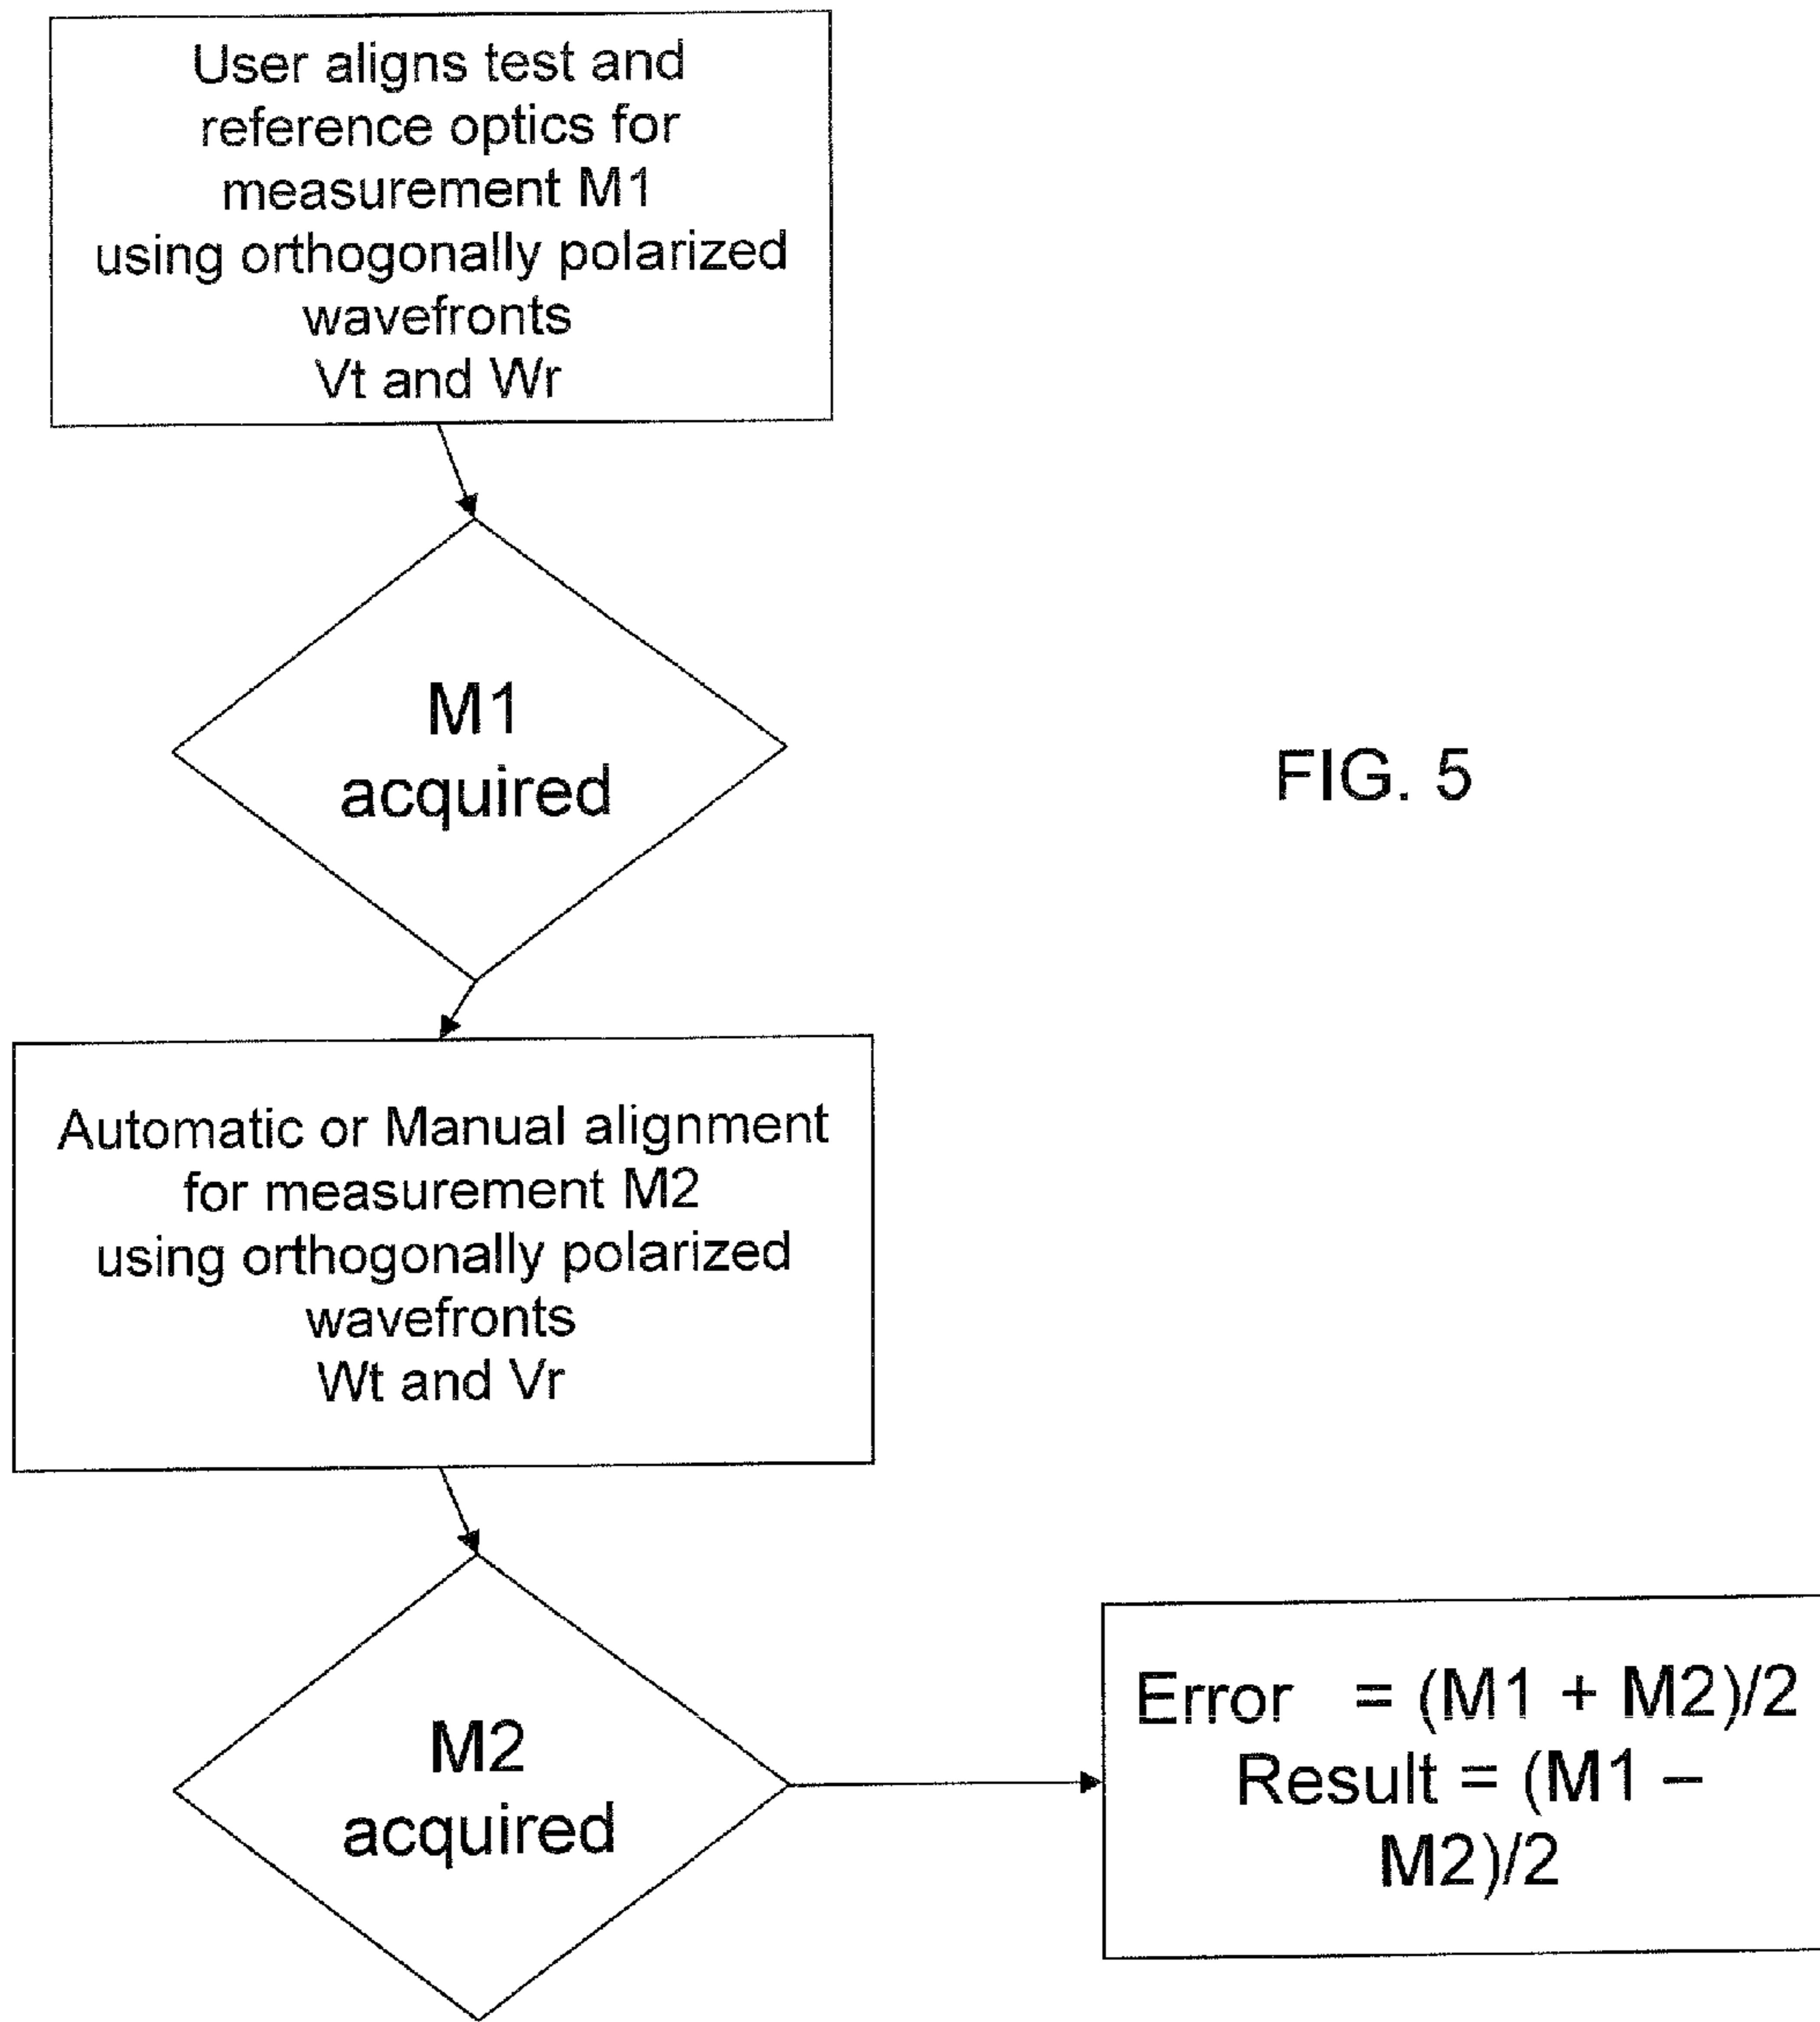 User aligns test and
reference optics for
measurement M1
using orthogonally polarized
wavefronts
Vt and Wr
M1
acquired
FIG. 5
Automatic or Manual alignment
for measurement M2
using orthogonally polarized
wavefronts
Wt and Vr
M2
acquired
Error = (M1 + M2)/2
Result = (M1 –
M2)/2